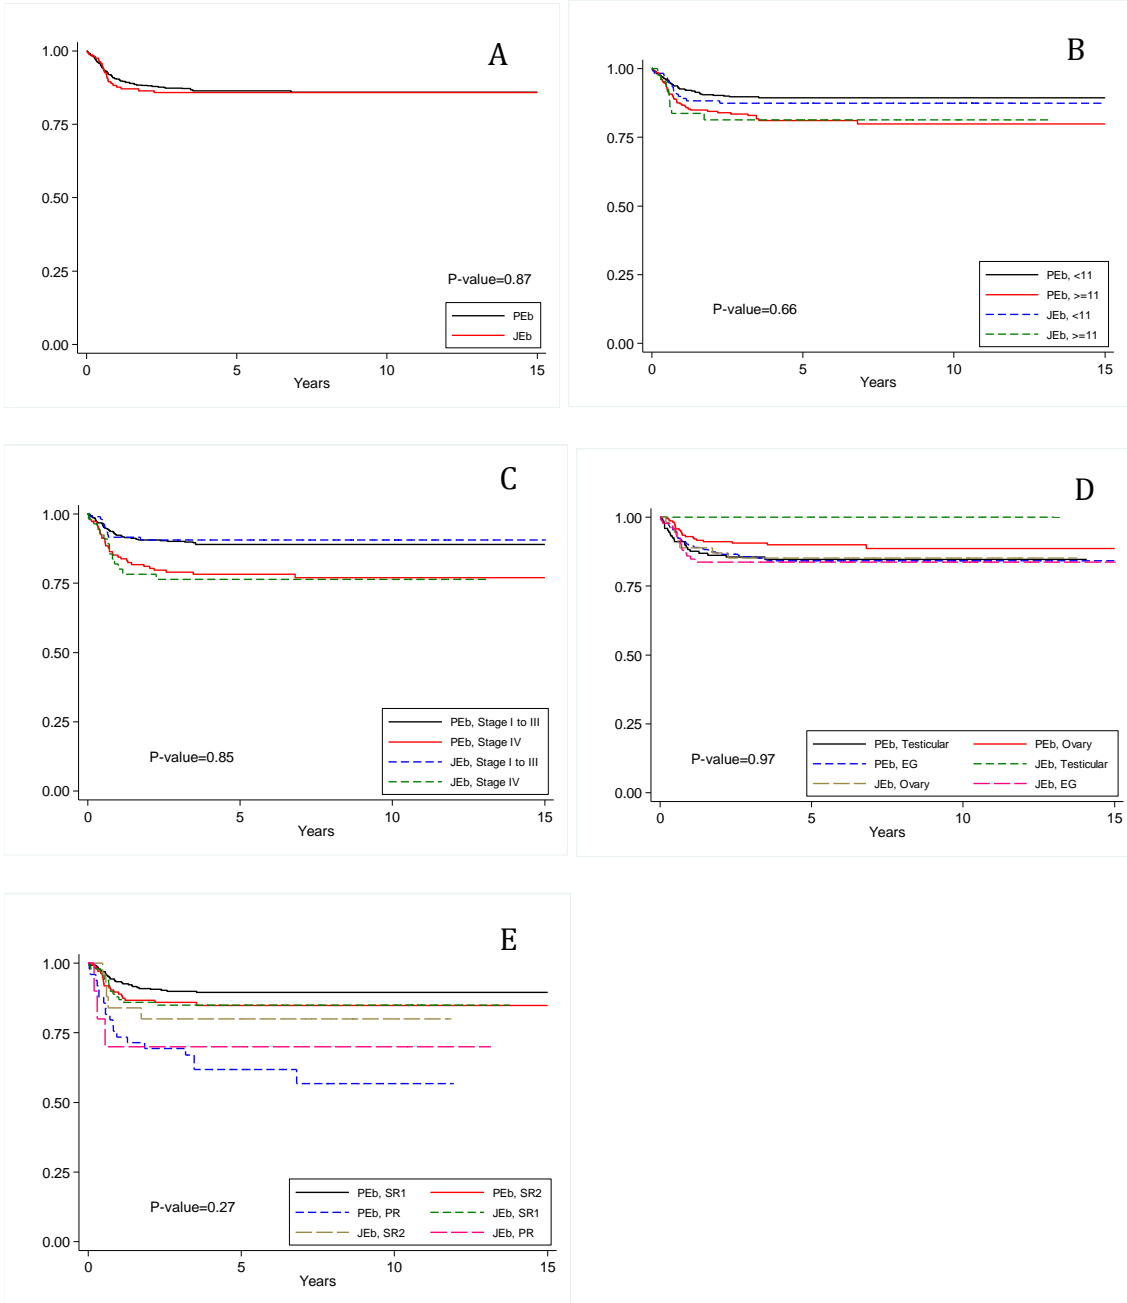 A
1.00
0.75
0.50
0.25
0.00
P-value=0.87
PEb
JEb
0 5 10 15
Years
B
1.00
0.75
0.50
0.25
0.00
P-value=0.66
PEb, <11
PEb, >=11
JEb, <11
JEb, >=11
0 5 10 15
Years
C
1.00
0.75
0.50
0.25
0.00
P-value=0.85
PEb, Stage I to III
PEb, Stage IV
JEb, Stage I to III
JEb, Stage IV
0 5 10 15
Years
D
1.00
0.75
0.50
0.25
0.00
P-value=0.97
PEb, Testicular PEb, Ovary
PEb, EG JEb, Testicular
JEb, Ovary JEb, EG
0 5 10 15
Years
E
1.00
0.75
0.50
0.25
0.00
P-value=0.27
PEb, SR1 PEb, SR2
PEb, PR JEb, SR1
JEb, SR2 JEb, PR
0 5 10 15
Years